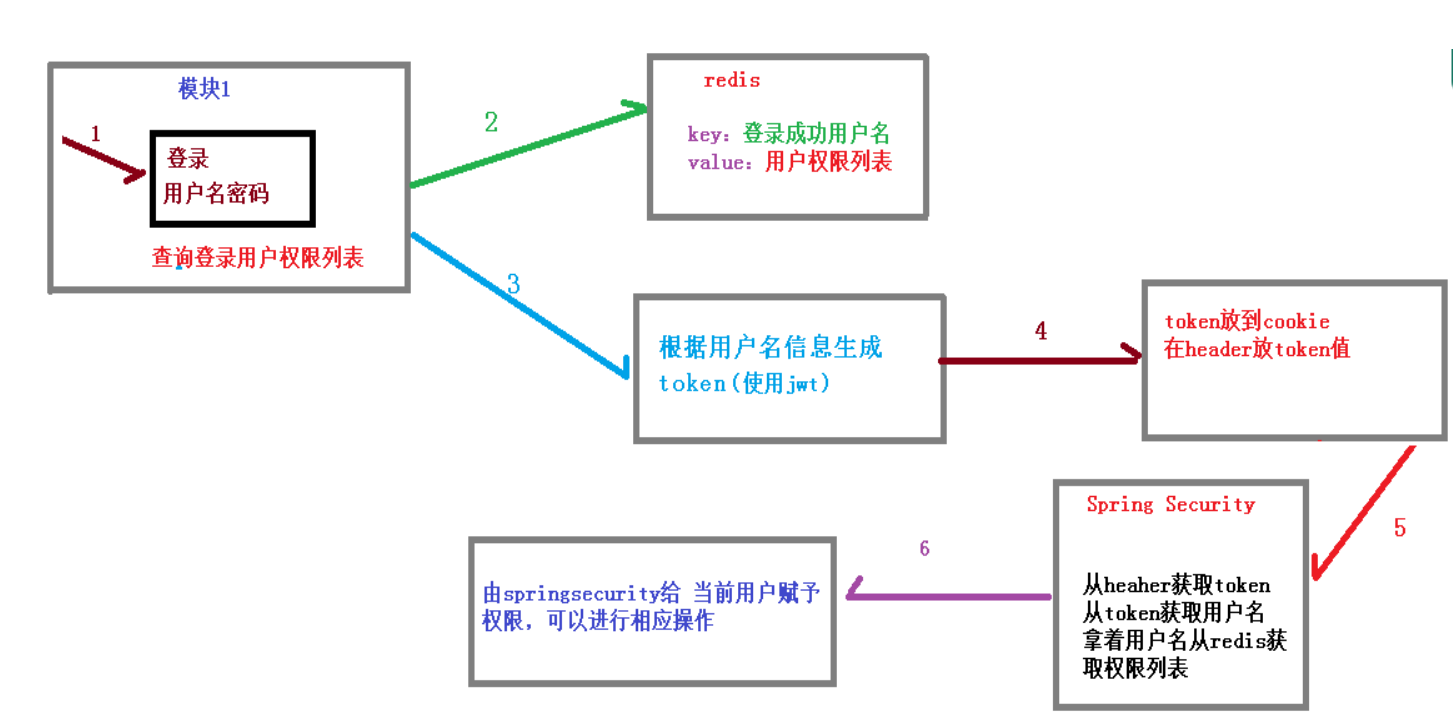 模块1
1
登录
用户名密码
查询登录用户权限列表
2
redis
key: 登录成功用户名
value: 用户权限列表
3
根据用户名信息生成
token(使用jwt)
4
token放到cookie
在header放token值
5
Spring Security
从heaher获取token
从token获取用户名
拿着用户名从redis获
取权限列表
6
由springsecurity给 当前用户赋予
权限，可以进行相应操作